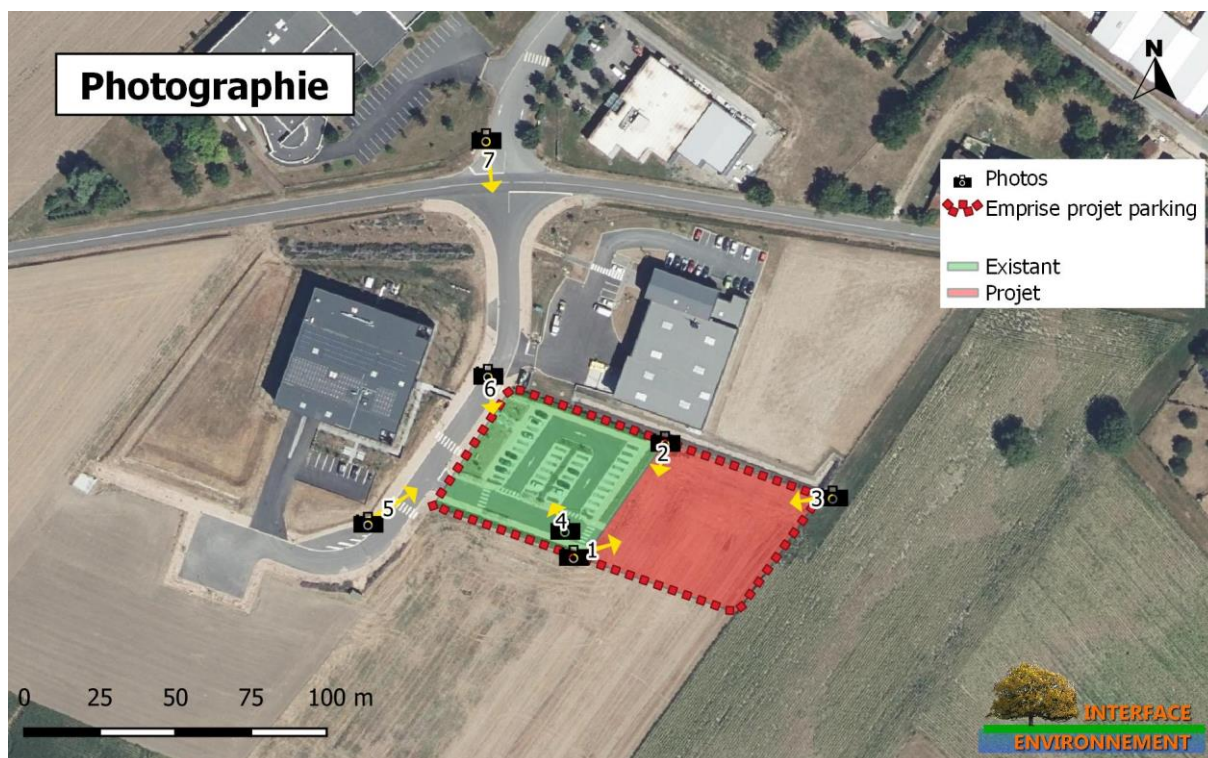 Photographie
N
Photos
Emprise projet parking
Existant
Projet
7
6
2
3
5
4
1
0 25 50 75 100 m
INTERFACE
ENVIRONNEMENT